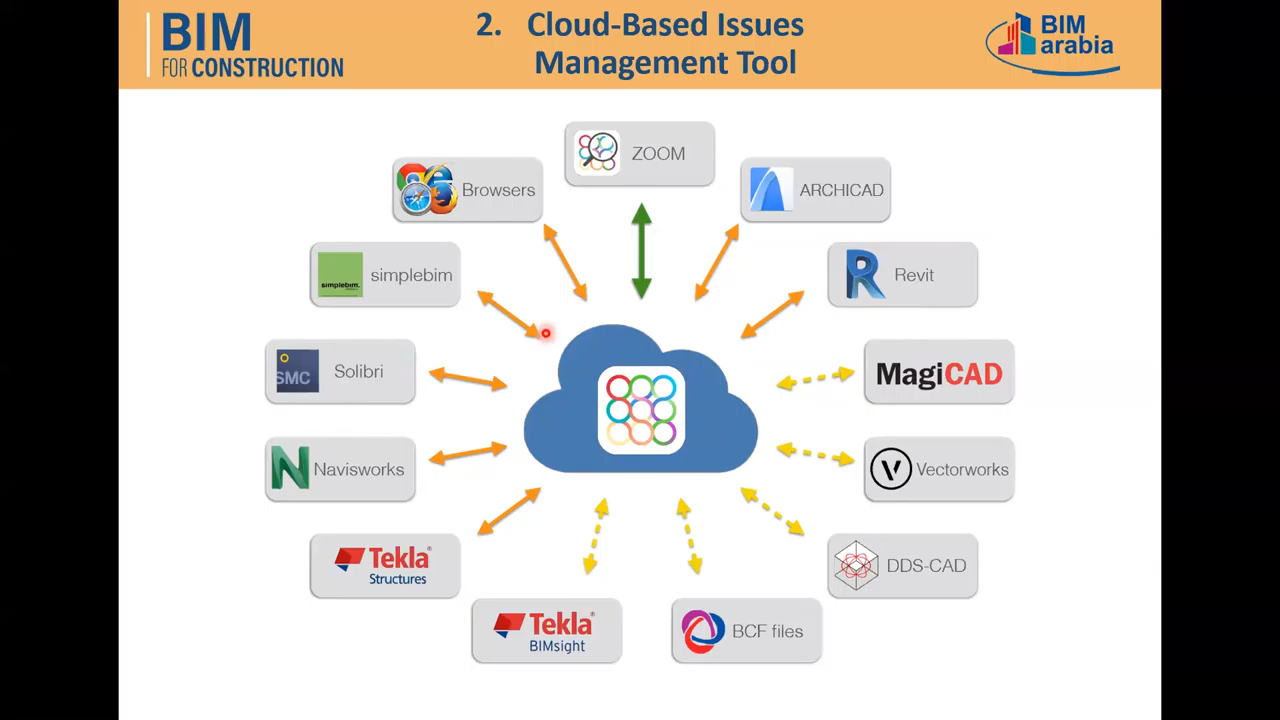 BIM
FOR CONSTRUCTION
2. Cloud-Based Issues
Management Tool
BIM
arabia
ZOOM
Browsers
ARCHICAD
simplebim
simplebim.
Revit
SMC
Solibri
MagiCAD
Navisworks
Vectorworks
Tekla®
Structures
DDS-CAD
Tekla®
BIMsight
BCF files